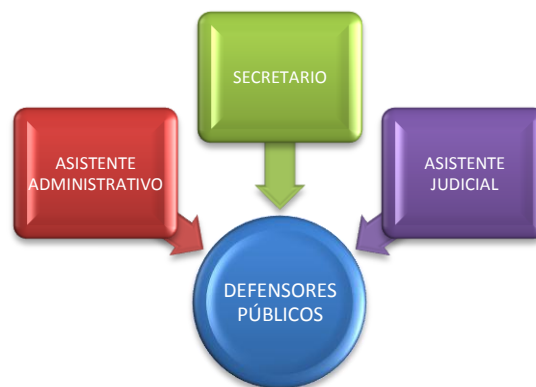 SECRETARIO
ASISTENTE
ADMINISTRATIVO
ASISTENTE
JUDICIAL
DEFENSORES
PÚBLICOS